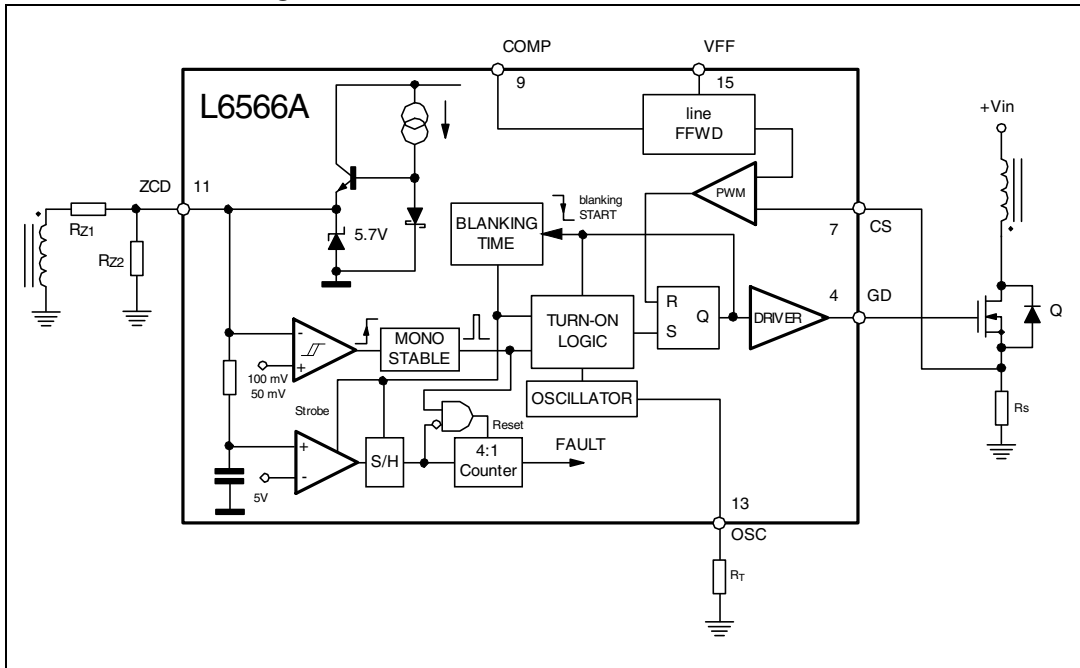 COMP
VFF
9
15
L6566A
line
FFWD
+Vin
ZCD
11
PWM
blanking
START
BLANKING
TIME
5.7V
7
CS
RZ1
RZ2
R
S
Q
4
GD
DRIVER
Q
TURN-ON
LOGIC
MONO
STABLE
-
+
100 mV
50 mV
OSCILLATOR
Rs
Strobe
Reset
FAULT
+
-
S/H
4:1
Counter
5V
13
OSC
RT